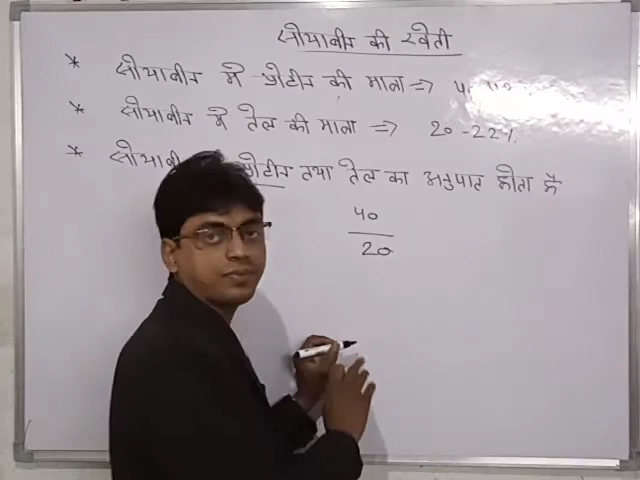 सोयाबीन की खेती
* सोयाबीन मे प्रोटीन की मात्रा ⇒
* सोयाबीन मे तेल की मात्रा ⇒ 20-22%
* प्रोटीन तथा तेल का अनुपात होता है
40
20